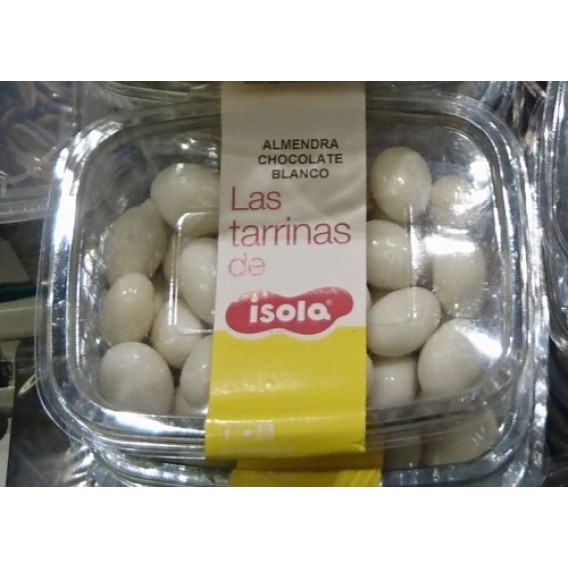 ALMENDRA
CHOCOLATE
BLANCO
Las
tarrinas
de
isola